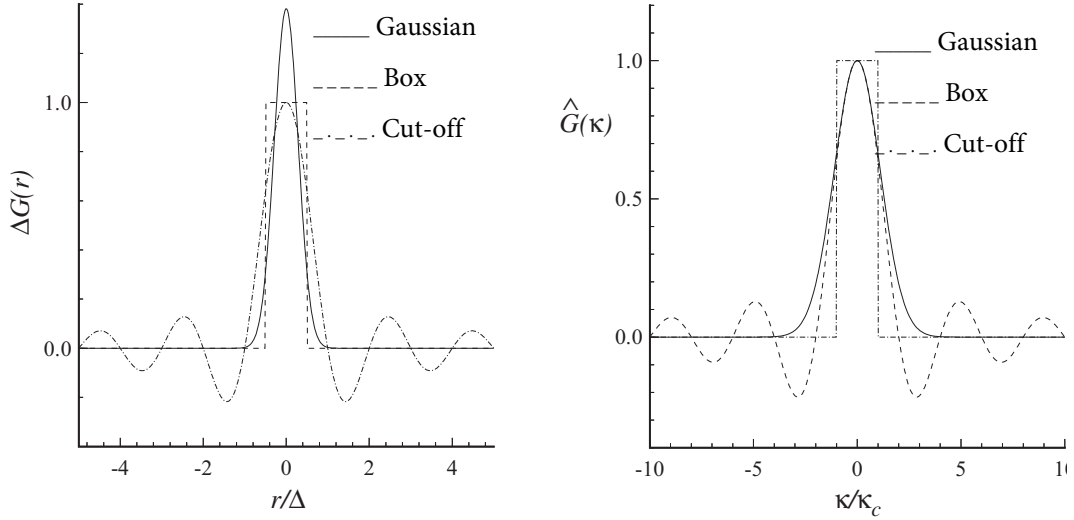 Gaussian
Box
Cut-off
1.0
0.0
ΔG(r)
-4 -2 0 2 4
r/Δ
Gaussian
Box
Cut-off
1.0
0.5
0.0
Ĝ(κ)
-10 -5 0 5 10
κ/κc